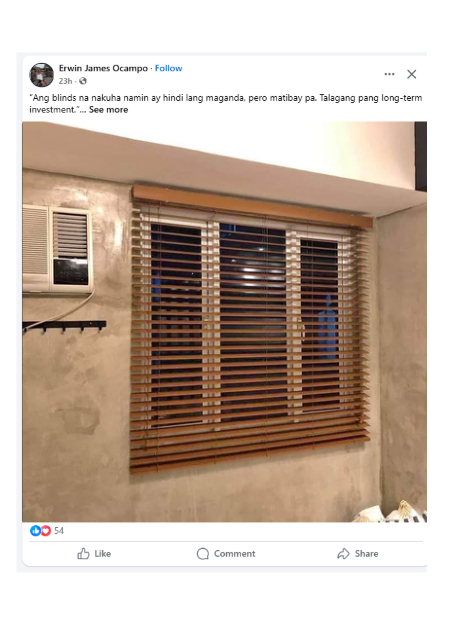 Erwin James Ocampo · Follow
23h ·
“Ang blinds na nakuha namin ay hindi lang maganda, pero matibay pa. Talagang pang long-term
investment.”... See more
54
Like Comment Share